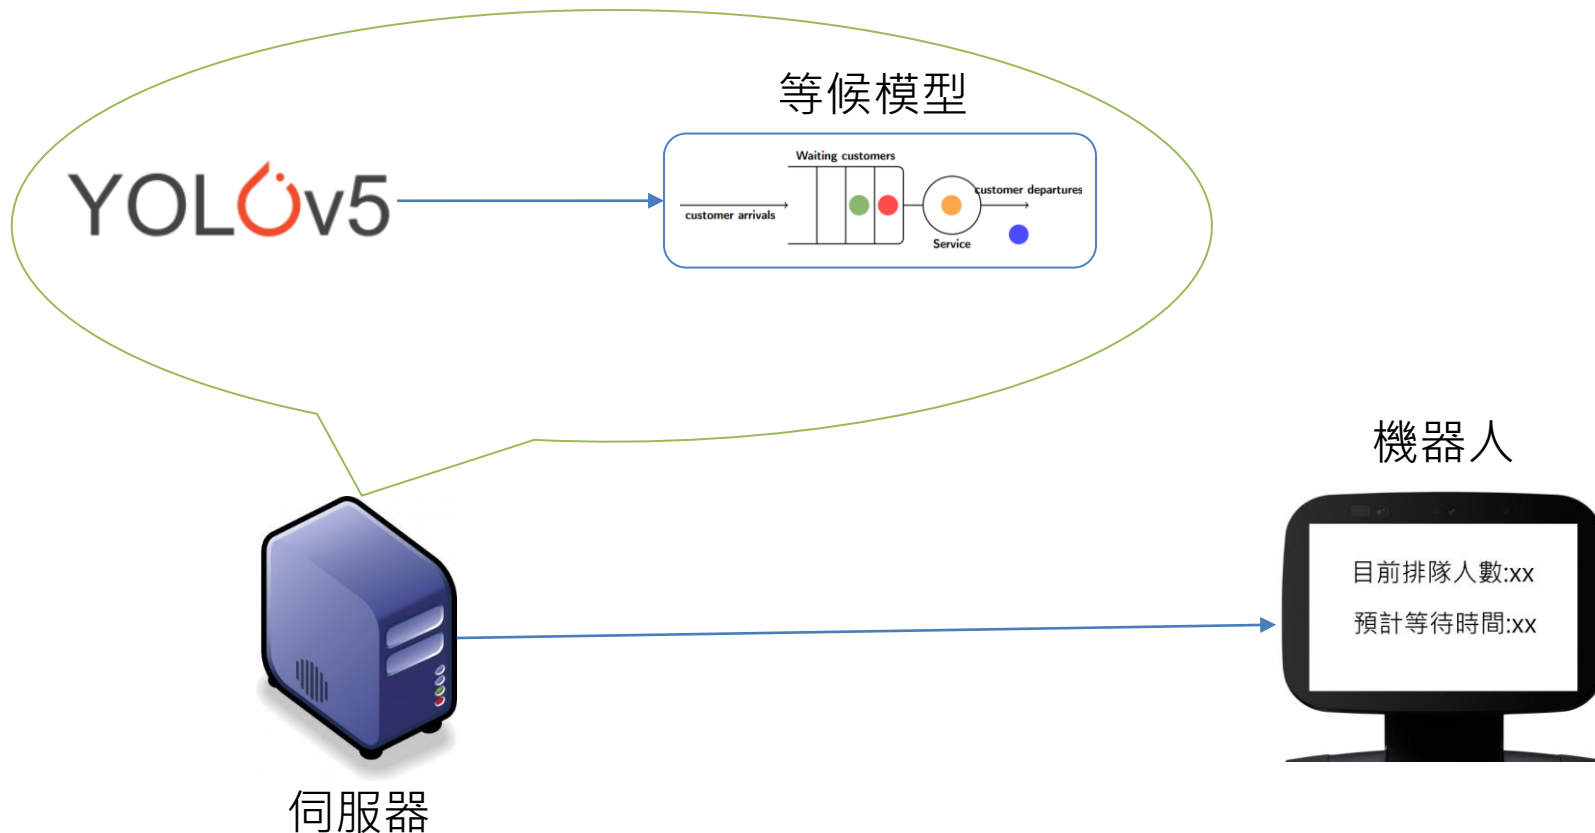 等候模型
YOLOv5
Waiting customers
customer arrivals
customer departures
Service
機器人
目前排隊人數:xx
預計等待時間:xx
伺服器